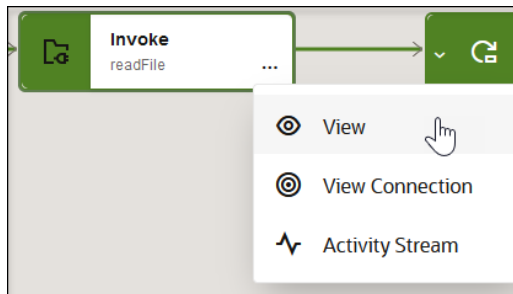 Invoke
readFile
...
View
View Connection
Activity Stream